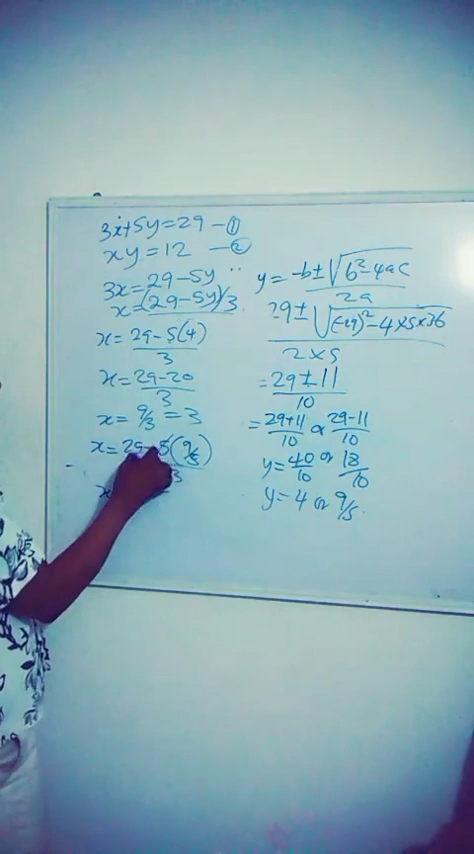 3x+5y=29 —①
xy=12 —②
3x=29-5y
x=(29-5y)/3
x=29-5(4)
3
x=29-20
3
x=9/3=3
x=29-5(9/5)
3
x
y=-b±√b²-4ac
2a
29±√(-29)²-4×5×36
2×5
=29±11
10
=29+11 or 29-11
10 10
y=40 or 18
10 10
y=4 or 9/5